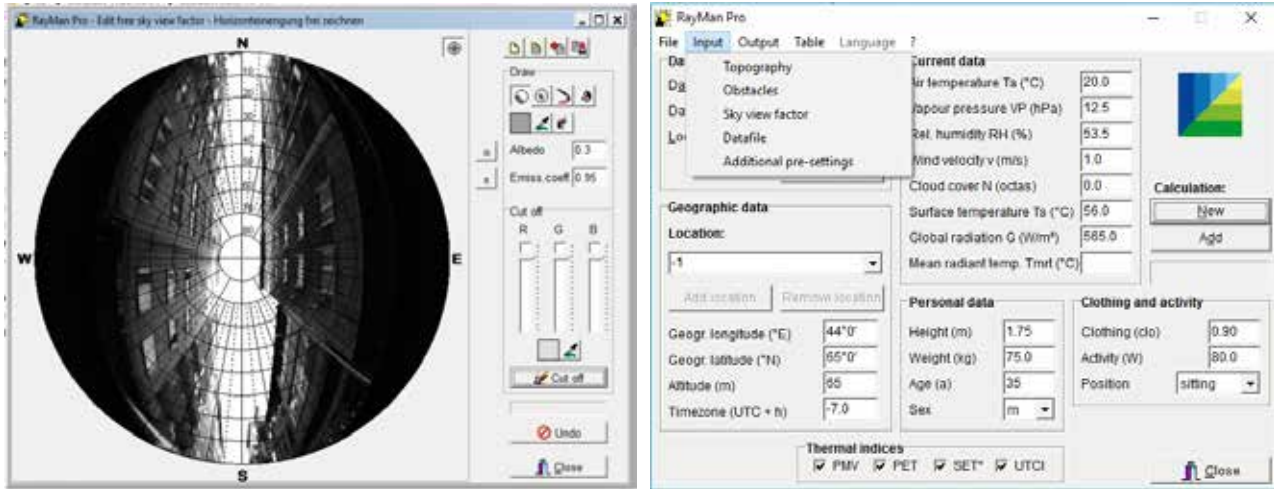 RayMan Pro - Edit free sky view factor - Horizonteinengung frei zeichnen
N
W
E
S
Draw
Albedo 0.3
Emiss.coeff 0.95
Cut off
R G B
Cut off
Undo
Close
RayMan Pro
File Input Output Table Language ?
Topography
Obstacles
Sky view factor
Datafile
Additional pre-settings
Current data
Air temperature Ta (°C) 20.0
Vapour pressure VP (hPa) 12.5
Rel. humidity RH (%) 53.5
Wind velocity v (m/s) 1.0
Cloud cover N (octas) 0.0
Surface temperature Ts (°C) 56.0
Global radiation G (W/m²) 565.0
Mean radiant temp. Tmrt (°C)
Calculation:
New
Add
Geographic data
Location:
-1
Add location Remove location
Geogr. longitude (°E) 44°0'
Geogr. latitude (°N) 65°0'
Altitude (m) 65
Timezone (UTC + h) -7.0
Personal data
Height (m) 1.75
Weight (kg) 75.0
Age (a) 35
Sex m
Clothing and activity
Clothing (clo) 0.90
Activity (W) 80.0
Position sitting
Thermal indices
PMV PET SET* UTCI
Close